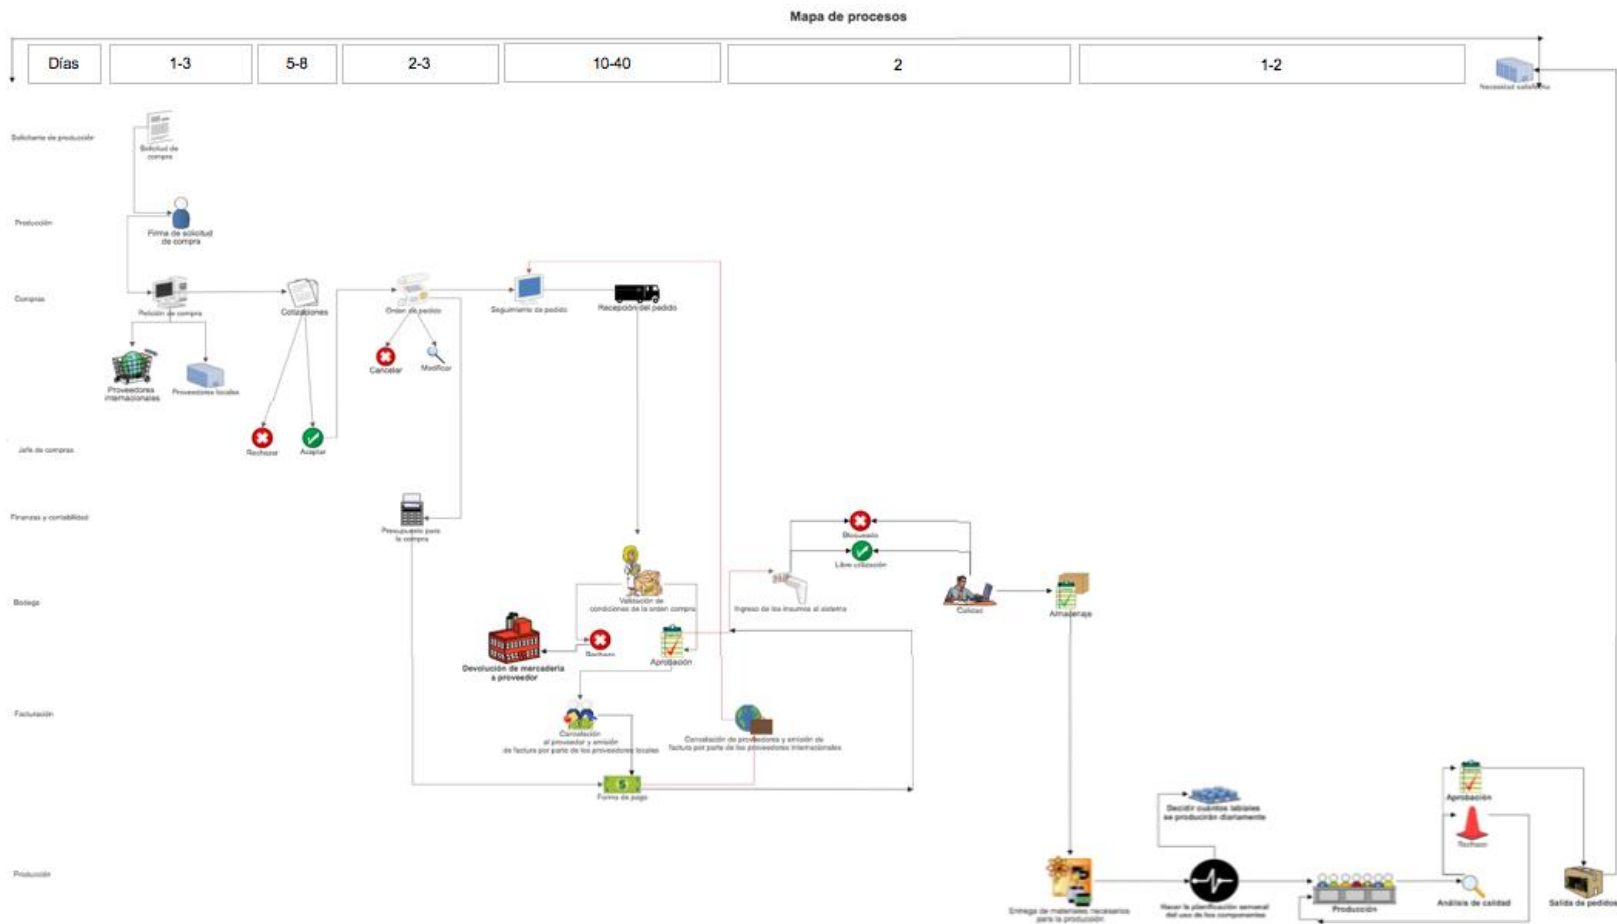 Mapa de procesos
Días
1-3
5-8
2-3
10-40
2
1-2
Necesidad satisfecha
Solicitante de producción
Solicitud de
compra
Producción
Firma de solicitud
de compra
Compras
Petición de compra
Cotizaciones
Orden de pedido
Seguimiento de pedido
Recepción del pedido
Cancelar
Modificar
Proveedores
internacionales
Proveedores locales
Jefe de compras
Rechazar
Aceptar
Finanzas y contabilidad
Presupuesto para
la compra
Bloqueado
Libre utilización
Bodega
Validación de
condiciones de la orden compra
Ingreso de los insumos al sistema
Calidad
Almacenaje
Rechazo
Aprobación
Devolución de mercadería
a proveedor
Facturación
Cancelación
al proveedor y emisión
de factura por parte de los proveedores locales
Cancelación de proveedores y emisión de
factura por parte de los proveedores internacionales
Forma de pago
Decidir cuántos labiales
se producirán diariamente
Aprobación
Rechazo
Producción
Entrega de materiales necesarios
para la producción
Hacer la planificación semanal
del uso de los componentes
Producción
Análisis de calidad
Salida de pedidos